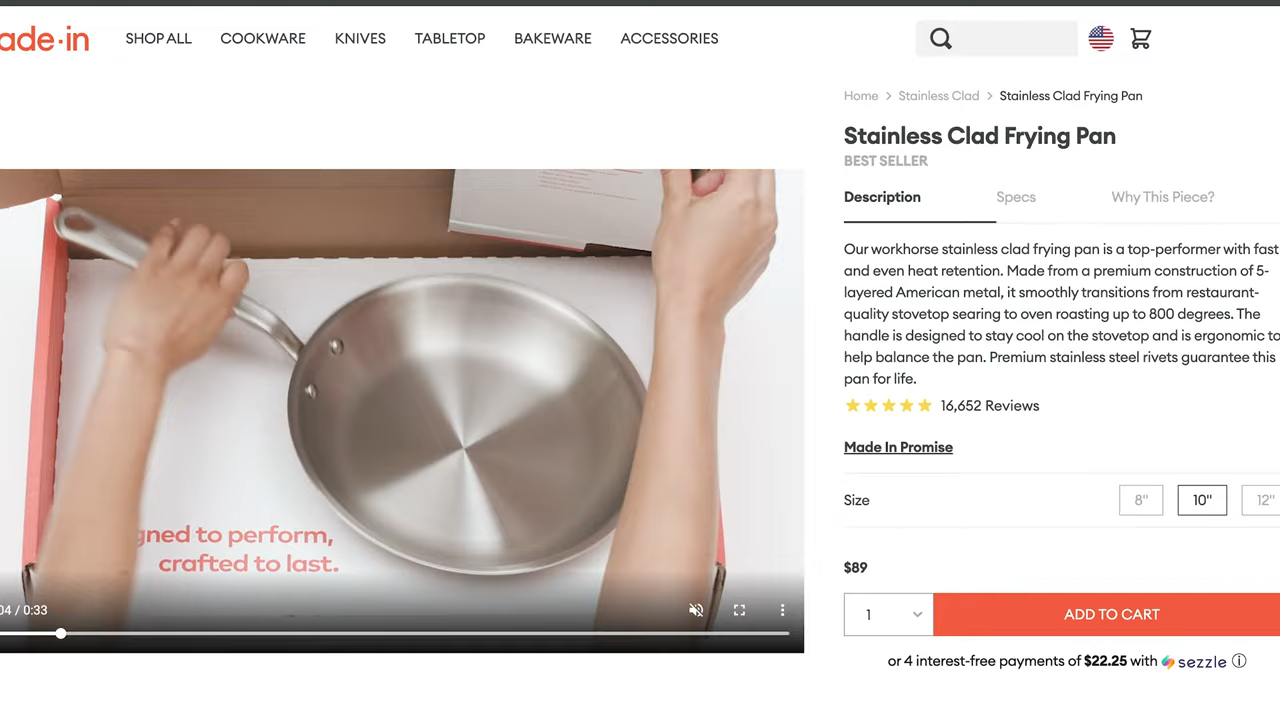 ade·in
SHOP ALL COOKWARE KNIVES TABLETOP BAKEWARE ACCESSORIES
Home > Stainless Clad > Stainless Clad Frying Pan
Stainless Clad Frying Pan
BEST SELLER
Description Specs Why This Piece?
Our workhorse stainless clad frying pan is a top-performer with fast
and even heat retention. Made from a premium construction of 5-
layered American metal, it smoothly transitions from restaurant-
quality stovetop searing to oven roasting up to 800 degrees. The
handle is designed to stay cool on the stovetop and is ergonomic to
help balance the pan. Premium stainless steel rivets guarantee this
pan for life.
16,652 Reviews
Made In Promise
Size 8" 10" 12"
$89
1 ADD TO CART
or 4 interest-free payments of $22.25 with sezzle
gned to perform,
crafted to last.
04 / 0:33